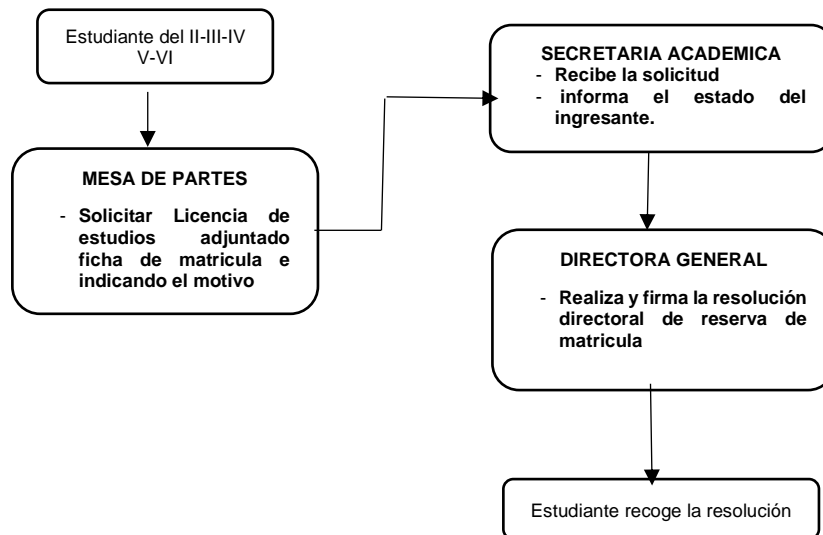 Estudiante del II-III-IV
V-VI
MESA DE PARTES
- Solicitar Licencia de
estudios adjuntado
ficha de matricula e
indicando el motivo
SECRETARIA ACADEMICA
- Recibe la solicitud
- informa el estado del
ingresante.
DIRECTORA GENERAL
- Realiza y firma la resolución
directoral de reserva de
matricula
Estudiante recoge la resolución